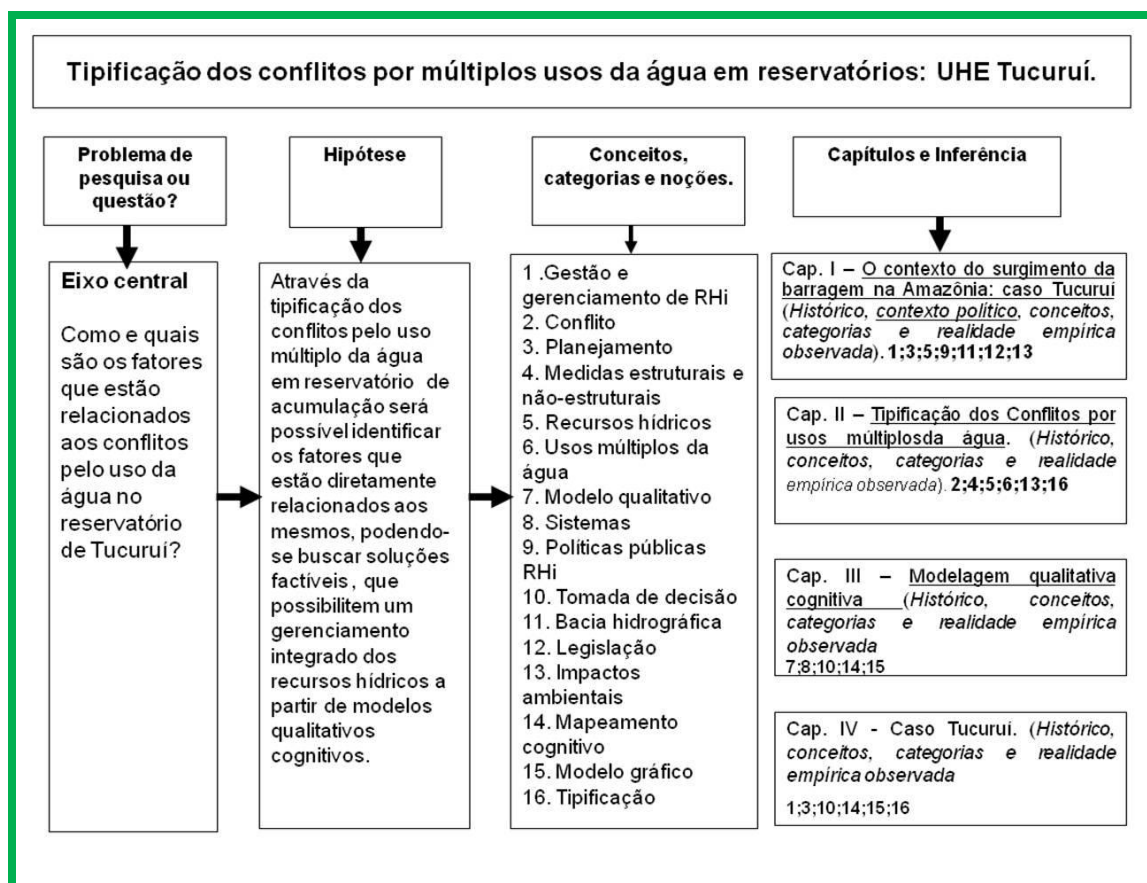 Tipificação dos conflitos por múltiplos usos da água em reservatórios: UHE Tucuruí.
Problema de
pesquisa ou
questão?
Eixo central
Como e quais
são os fatores
que estão
relacionados
aos conflitos
pelo uso da
água no
reservatório
de Tucuruí?
Hipótese
Através da
tipificação dos
conflitos pelo uso
múltiplo da água
em reservatório de
acumulação será
possível identificar
os fatores que
estão diretamente
relacionados aos
mesmos, podendo-
se buscar soluções
factíveis, que
possibilitem um
gerenciamento
integrado dos
recursos hídricos a
partir de modelos
qualitativos
cognitivos.
Conceitos,
categorias e noções.
1 .Gestão e
gerenciamento de RHi
2. Conflito
3. Planejamento
4. Medidas estruturais e
não-estruturais
5. Recursos hídricos
6. Usos múltiplos da
água
7. Modelo qualitativo
8. Sistemas
9. Políticas públicas
RHi
10. Tomada de decisão
11. Bacia hidrográfica
12. Legislação
13. Impactos
ambientais
14. Mapeamento
cognitivo
15. Modelo gráfico
16. Tipificação
Capítulos e Inferência
Cap. I – O contexto do surgimento da
barragem na Amazônia: caso Tucuruí
(Histórico, contexto político, conceitos,
categorias e realidade empírica
observada). 1;3;5;9;11;12;13
Cap. II – Tipificação dos Conflitos por
usos múltiplosda água. (Histórico,
conceitos, categorias e realidade
empírica observada). 2;4;5;6;13;16
Cap. III – Modelagem qualitativa
cognitiva (Histórico, conceitos,
categorias e realidade empírica
observada
7;8;10;14;15
Cap. IV - Caso Tucuruí. (Histórico,
conceitos, categorias e realidade
empírica observada
1;3;10;14;15;16